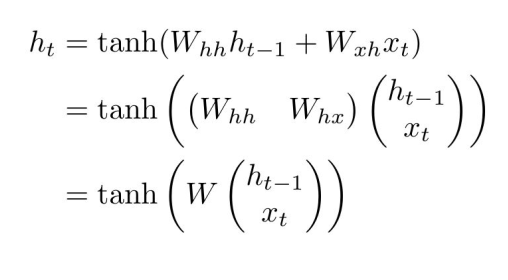 h_t = tanh(W_{hh}h_{t-1} + W_{xh}x_t)
= tanh((W_{hh} W_{hx}) (h_{t-1} x_t))
= tanh(W (h_{t-1} x_t))